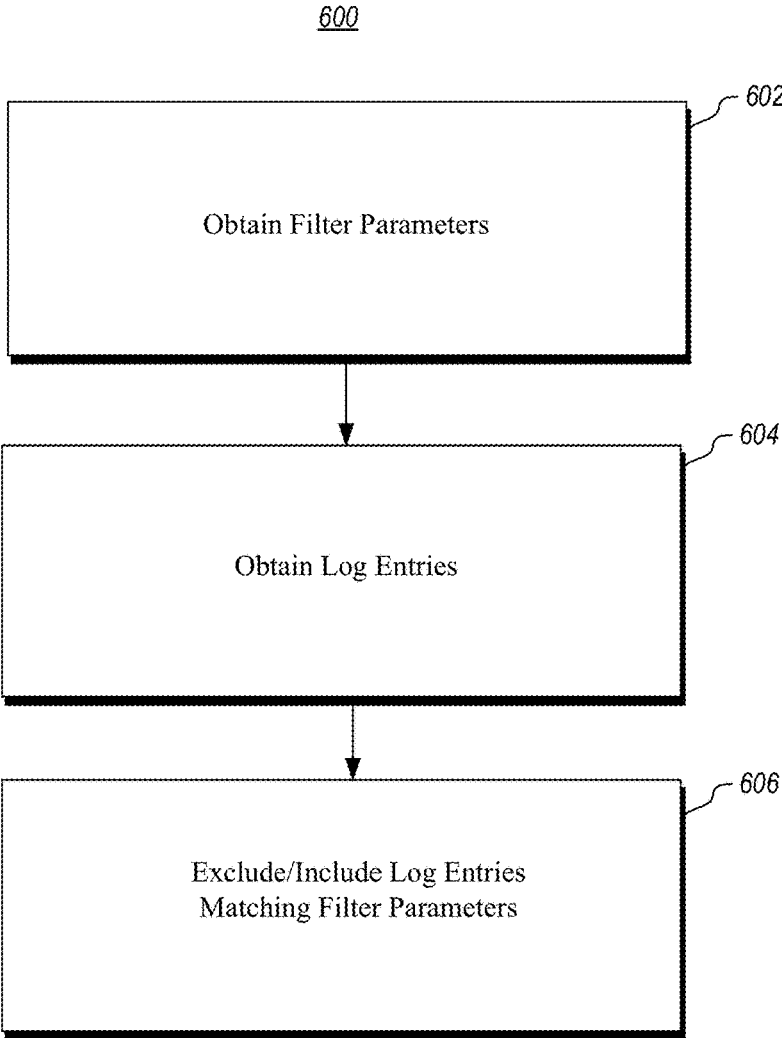 600
602
Obtain Filter Parameters
604
Obtain Log Entries
606
Exclude/Include Log Entries
Matching Filter Parameters